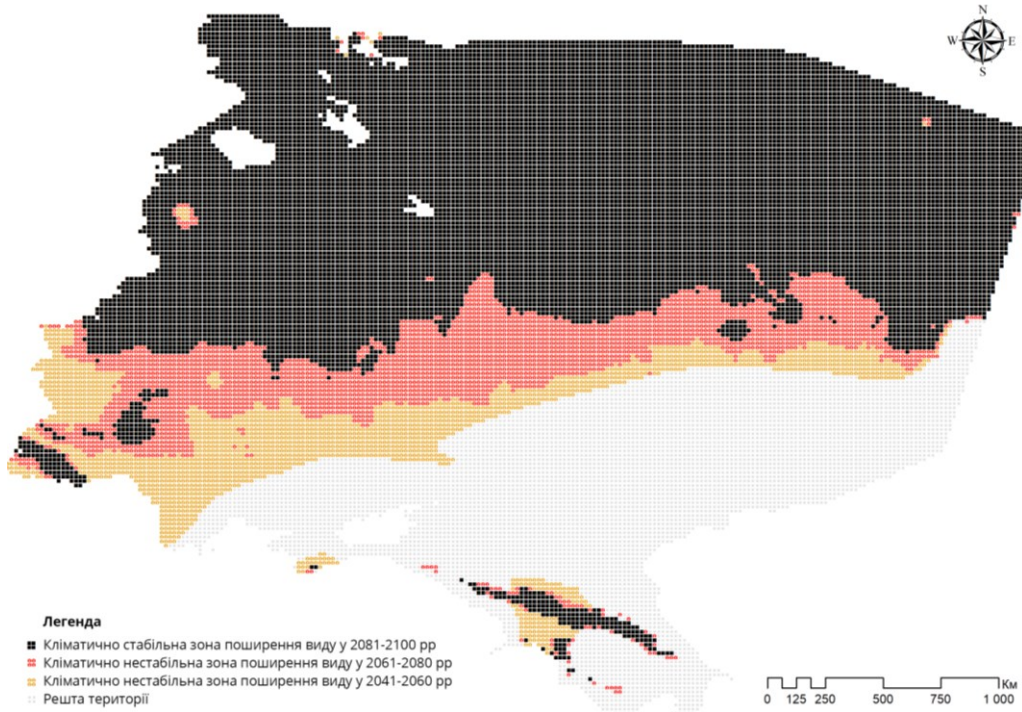 N
W E
S
Легенда
Кліматично стабільна зона поширення виду у 2081-2100 рр
Кліматично нестабільна зона поширення виду у 2061-2080 рр
Кліматично нестабільна зона поширення виду у 2041-2060 рр
Решта території
Км
0 125 250 500 750 1 000